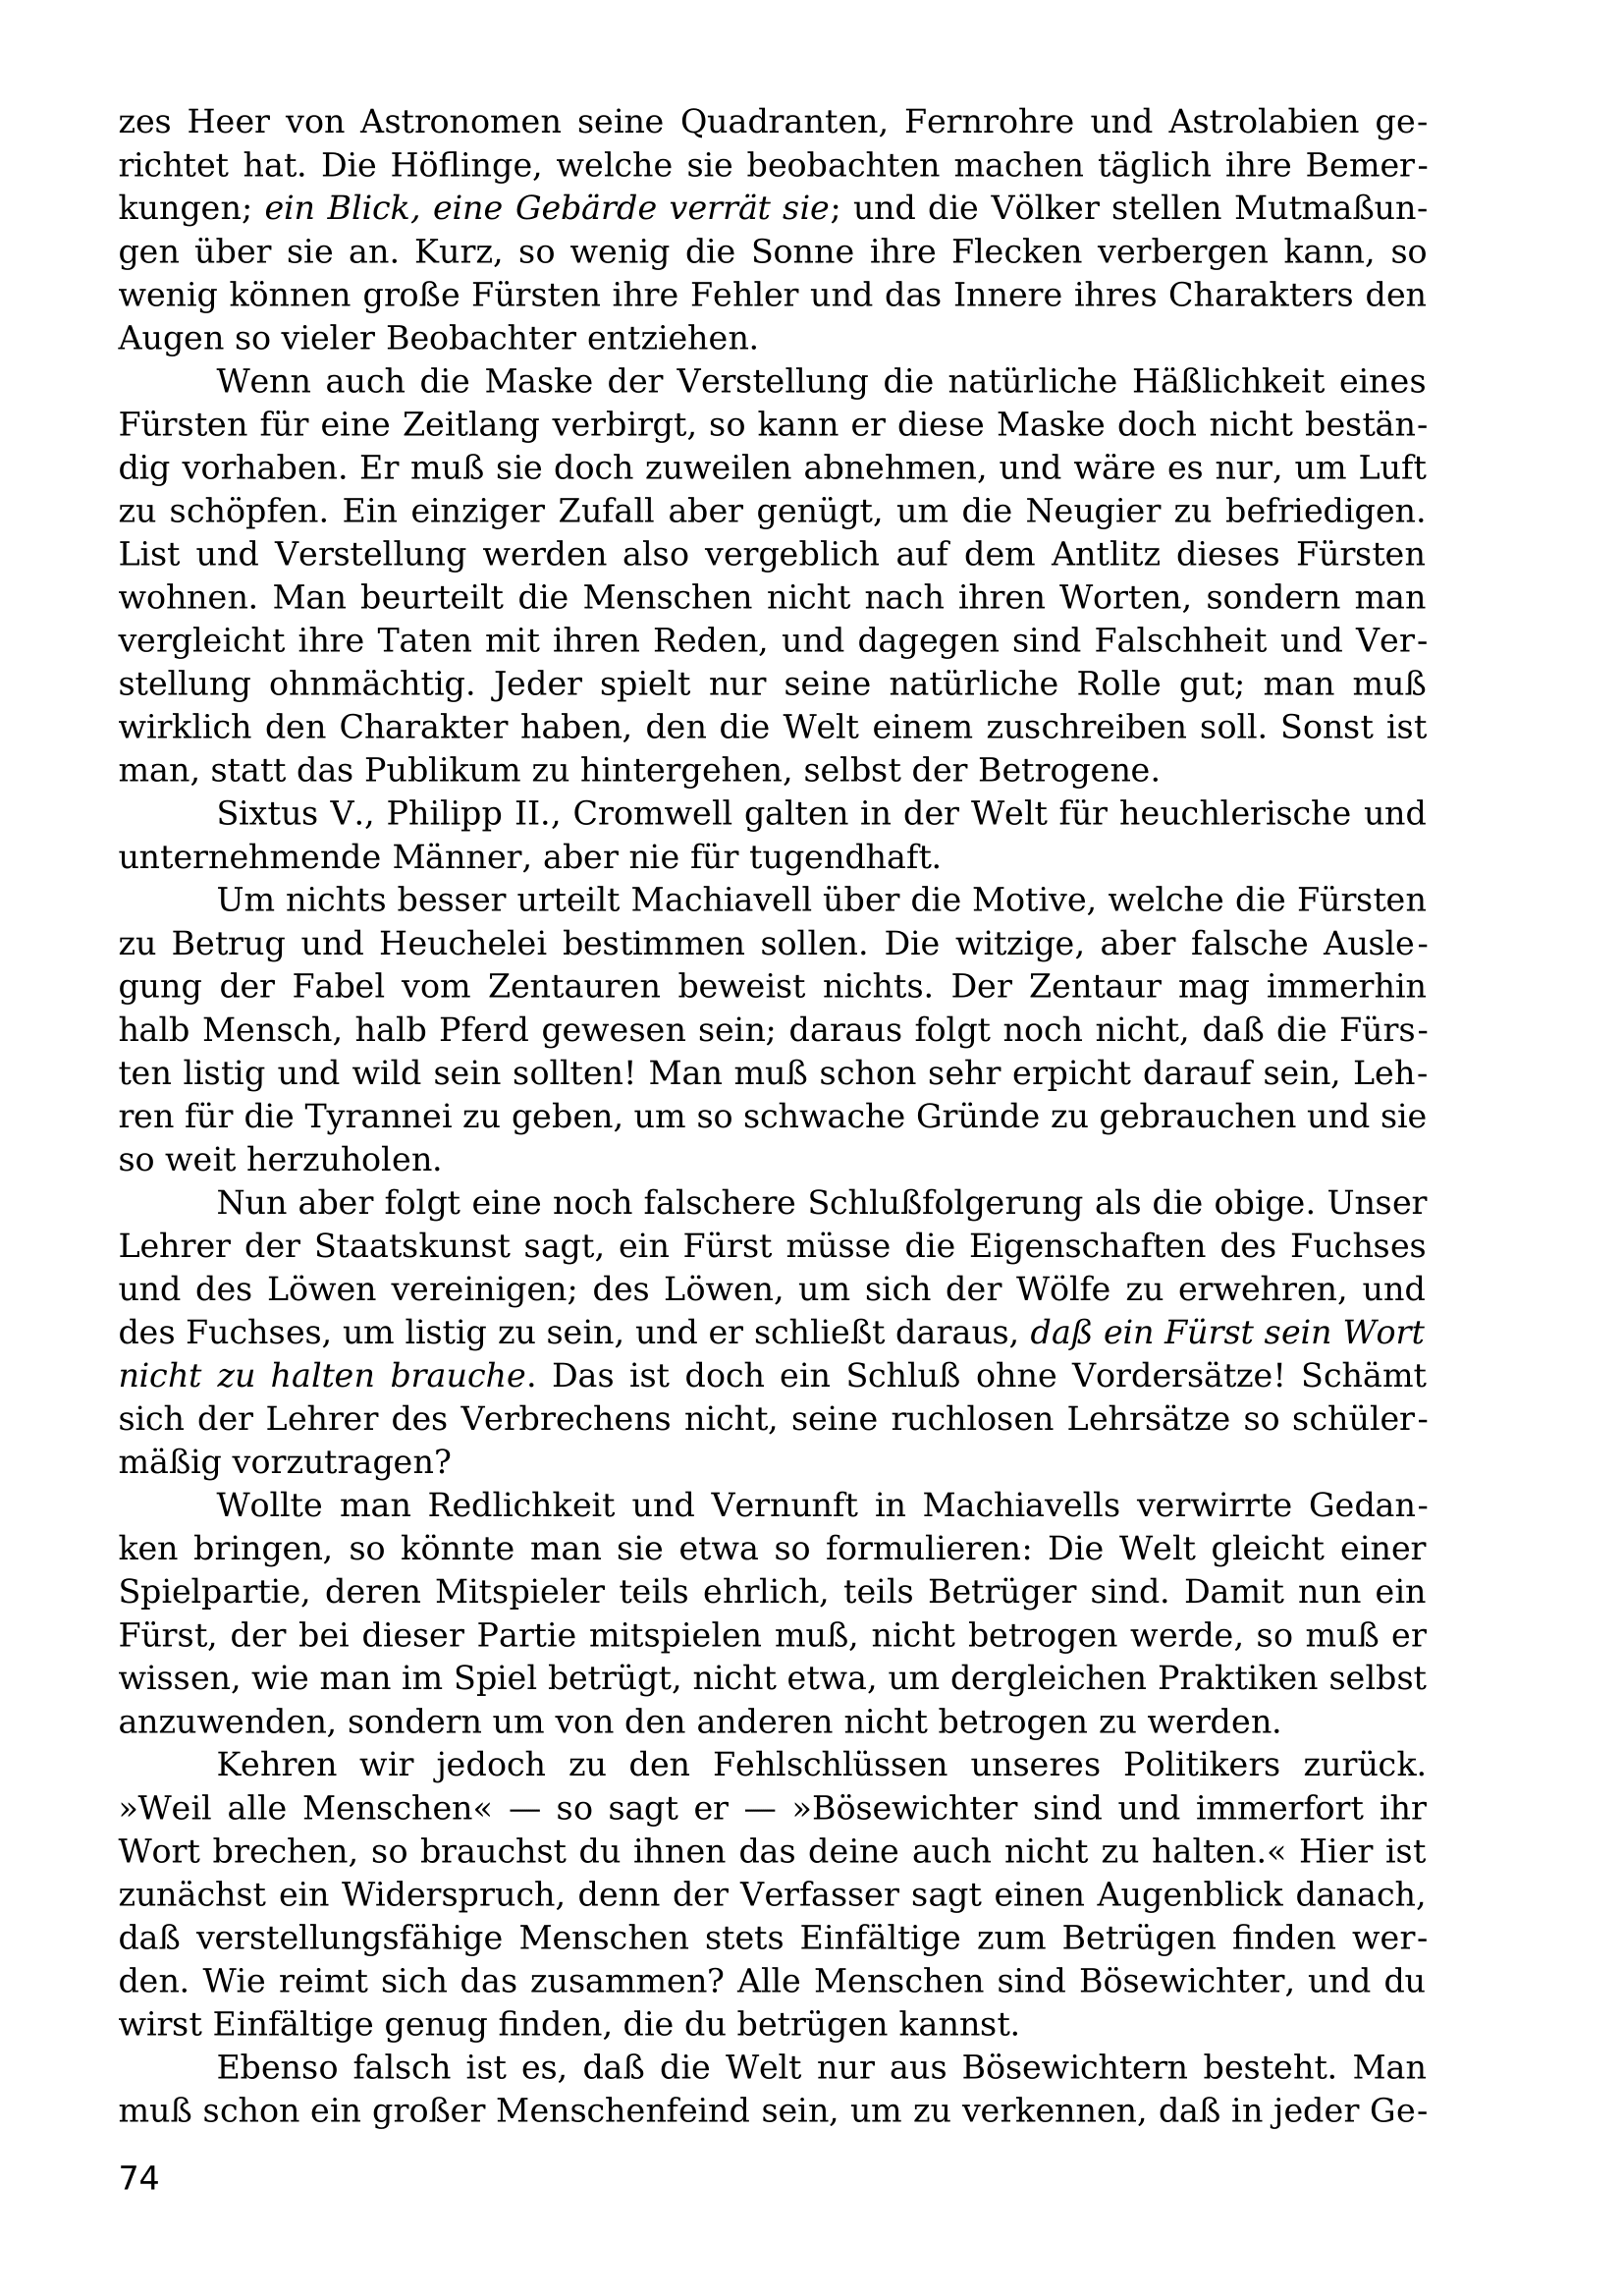 zes Heer von Astronomen seine Quadranten, Fernrohre und Astrolabien ge-
richtet hat. Die Höflinge, welche sie beobachten machen täglich ihre Bemer-
kungen; ein Blick, eine Gebärde verrät sie; und die Völker stellen Mutmaßun-
gen über sie an. Kurz, so wenig die Sonne ihre Flecken verbergen kann, so
wenig können große Fürsten ihre Fehler und das Innere ihres Charakters den
Augen so vieler Beobachter entziehen.
Wenn auch die Maske der Verstellung die natürliche Häßlichkeit eines
Fürsten für eine Zeitlang verbirgt, so kann er diese Maske doch nicht bestän-
dig vorhaben. Er muß sie doch zuweilen abnehmen, und wäre es nur, um Luft
zu schöpfen. Ein einziger Zufall aber genügt, um die Neugier zu befriedigen.
List und Verstellung werden also vergeblich auf dem Antlitz dieses Fürsten
wohnen. Man beurteilt die Menschen nicht nach ihren Worten, sondern man
vergleicht ihre Taten mit ihren Reden, und dagegen sind Falschheit und Ver-
stellung ohnmächtig. Jeder spielt nur seine natürliche Rolle gut; man muß
wirklich den Charakter haben, den die Welt einem zuschreiben soll. Sonst ist
man, statt das Publikum zu hintergehen, selbst der Betrogene.
Sixtus V., Philipp II., Cromwell galten in der Welt für heuchlerische und
unternehmende Männer, aber nie für tugendhaft.
Um nichts besser urteilt Machiavell über die Motive, welche die Fürsten
zu Betrug und Heuchelei bestimmen sollen. Die witzige, aber falsche Ausle-
gung der Fabel vom Zentauren beweist nichts. Der Zentaur mag immerhin
halb Mensch, halb Pferd gewesen sein; daraus folgt noch nicht, daß die Fürs-
ten listig und wild sein sollten! Man muß schon sehr erpicht darauf sein, Leh-
ren für die Tyrannei zu geben, um so schwache Gründe zu gebrauchen und sie
so weit herzuholen.
Nun aber folgt eine noch falschere Schlußfolgerung als die obige. Unser
Lehrer der Staatskunst sagt, ein Fürst müsse die Eigenschaften des Fuchses
und des Löwen vereinigen; des Löwen, um sich der Wölfe zu erwehren, und
des Fuchses, um listig zu sein, und er schließt daraus, daß ein Fürst sein Wort
nicht zu halten brauche. Das ist doch ein Schluß ohne Vordersätze! Schämt
sich der Lehrer des Verbrechens nicht, seine ruchlosen Lehrsätze so schüler-
mäßig vorzutragen?
Wollte man Redlichkeit und Vernunft in Machiavells verwirrte Gedan-
ken bringen, so könnte man sie etwa so formulieren: Die Welt gleicht einer
Spielpartie, deren Mitspieler teils ehrlich, teils Betrüger sind. Damit nun ein
Fürst, der bei dieser Partie mitspielen muß, nicht betrogen werde, so muß er
wissen, wie man im Spiel betrügt, nicht etwa, um dergleichen Praktiken selbst
anzuwenden, sondern um von den anderen nicht betrogen zu werden.
Kehren wir jedoch zu den Fehlschlüssen unseres Politikers zurück.
»Weil alle Menschen« — so sagt er — »Bösewichter sind und immerfort ihr
Wort brechen, so brauchst du ihnen das deine auch nicht zu halten.« Hier ist
zunächst ein Widerspruch, denn der Verfasser sagt einen Augenblick danach,
daß verstellungsfähige Menschen stets Einfältige zum Betrügen finden wer-
den. Wie reimt sich das zusammen? Alle Menschen sind Bösewichter, und du
wirst Einfältige genug finden, die du betrügen kannst.
Ebenso falsch ist es, daß die Welt nur aus Bösewichtern besteht. Man
muß schon ein großer Menschenfeind sein, um zu verkennen, daß in jeder Ge-
74